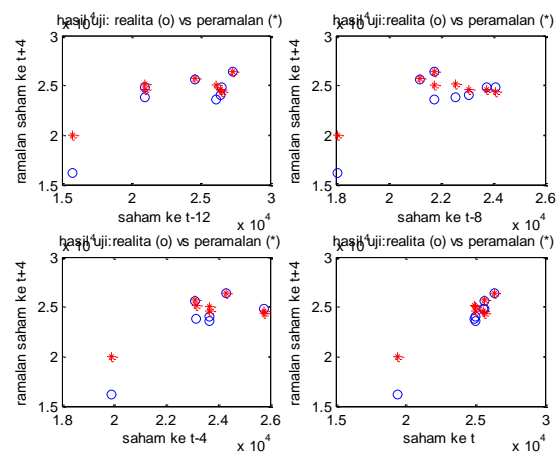 x 10^4
hasil uji: realita (o) vs peramalan (*)
ramalan saham ke t+4
3
2.5
2
1.5
1.5 2 2.5 3
saham ke t-12
x 10^4
x 10^4
hasil uji: realita (o) vs peramalan (*)
ramalan saham ke t+4
3
2.5
2
1.5
1.8 2 2.2 2.4 2.6
saham ke t-8
x 10^4
x 10^4
hasil uji:realita (o) vs peramalan (*)
ramalan saham ke t+4
3
2.5
2
1.5
1.8 2 2.2 2.4 2.6
saham ke t-4
x 10^4
x 10^4
hasil uji:realita (o) vs peramalan (*)
ramalan saham ke t+4
3
2.5
2
1.5
1.5 2 2.5 3
saham ke t
x 10^4